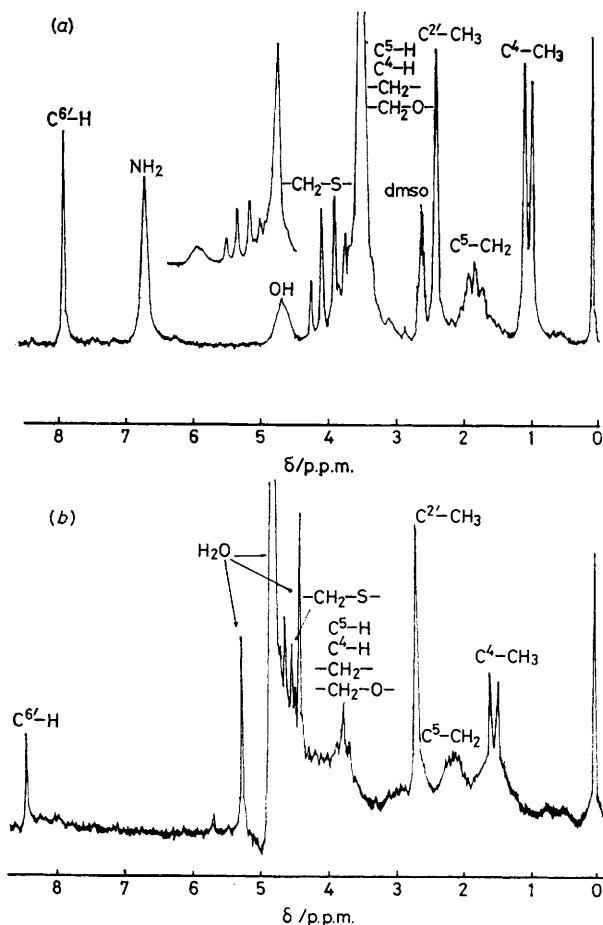 (a)
C⁶′–H
NH₂
–CH₂–S–
OH
C⁵–H
C⁴–H
–CH₂–
–CH₂O–
C²′–CH₃
dmso
C⁵–CH₂
C⁴–CH₃
8 7 6 5 4 3 2 1 0
δ/p.p.m.
(b)
C⁶′–H
H₂O
–CH₂–S–
C⁵–H
C⁴–H
–CH₂–
–CH₂–O–
C²′–CH₃
C⁵–CH₂
C⁴–CH₃
8 7 6 5 4 3 2 1 0
δ /p.p.m.